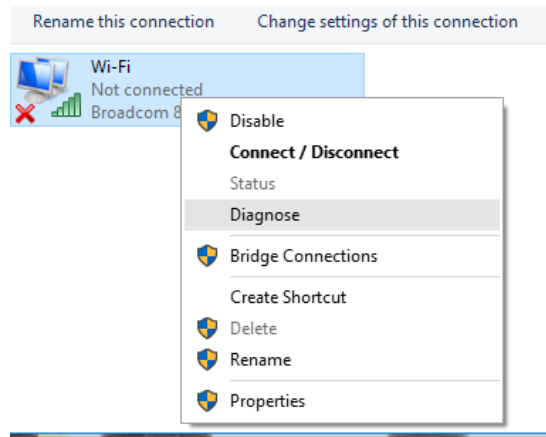 Rename this connection Change settings of this connection
Wi-Fi
Not connected
Broadcom 8
Disable
Connect / Disconnect
Status
Diagnose
Bridge Connections
Create Shortcut
Delete
Rename
Properties